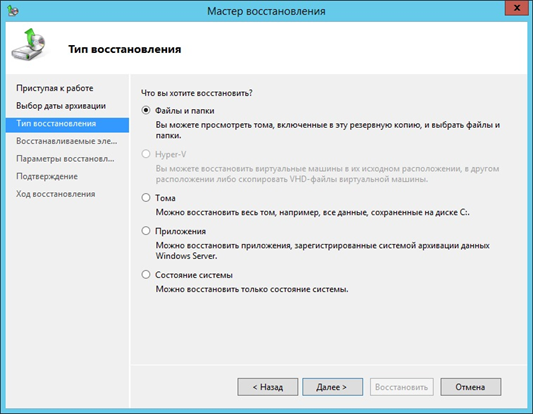 Мастер восстановления
x
Тип восстановления
Приступая к работе
Выбор даты архивации
Тип восстановления
Восстанавливаемые эле...
Параметры восстановл...
Подтверждение
Ход восстановления
Что вы хотите восстановить?
Файлы и папки
Вы можете просмотреть тома, включенные в эту резервную копию, и выбрать файлы и
папки.
Hyper-V
Вы можете восстановить виртуальные машины в их исходном расположении, в другом
расположении либо скопировать VHD-файлы виртуальной машины.
Тома
Можно восстановить весь том, например, все данные, сохраненные на диске C:.
Приложения
Можно восстановить приложения, зарегистрированные системой архивации данных
Windows Server.
Состояние системы
Можно восстановить только состояние системы.
< Назад
Далее >
Восстановить
Отмена